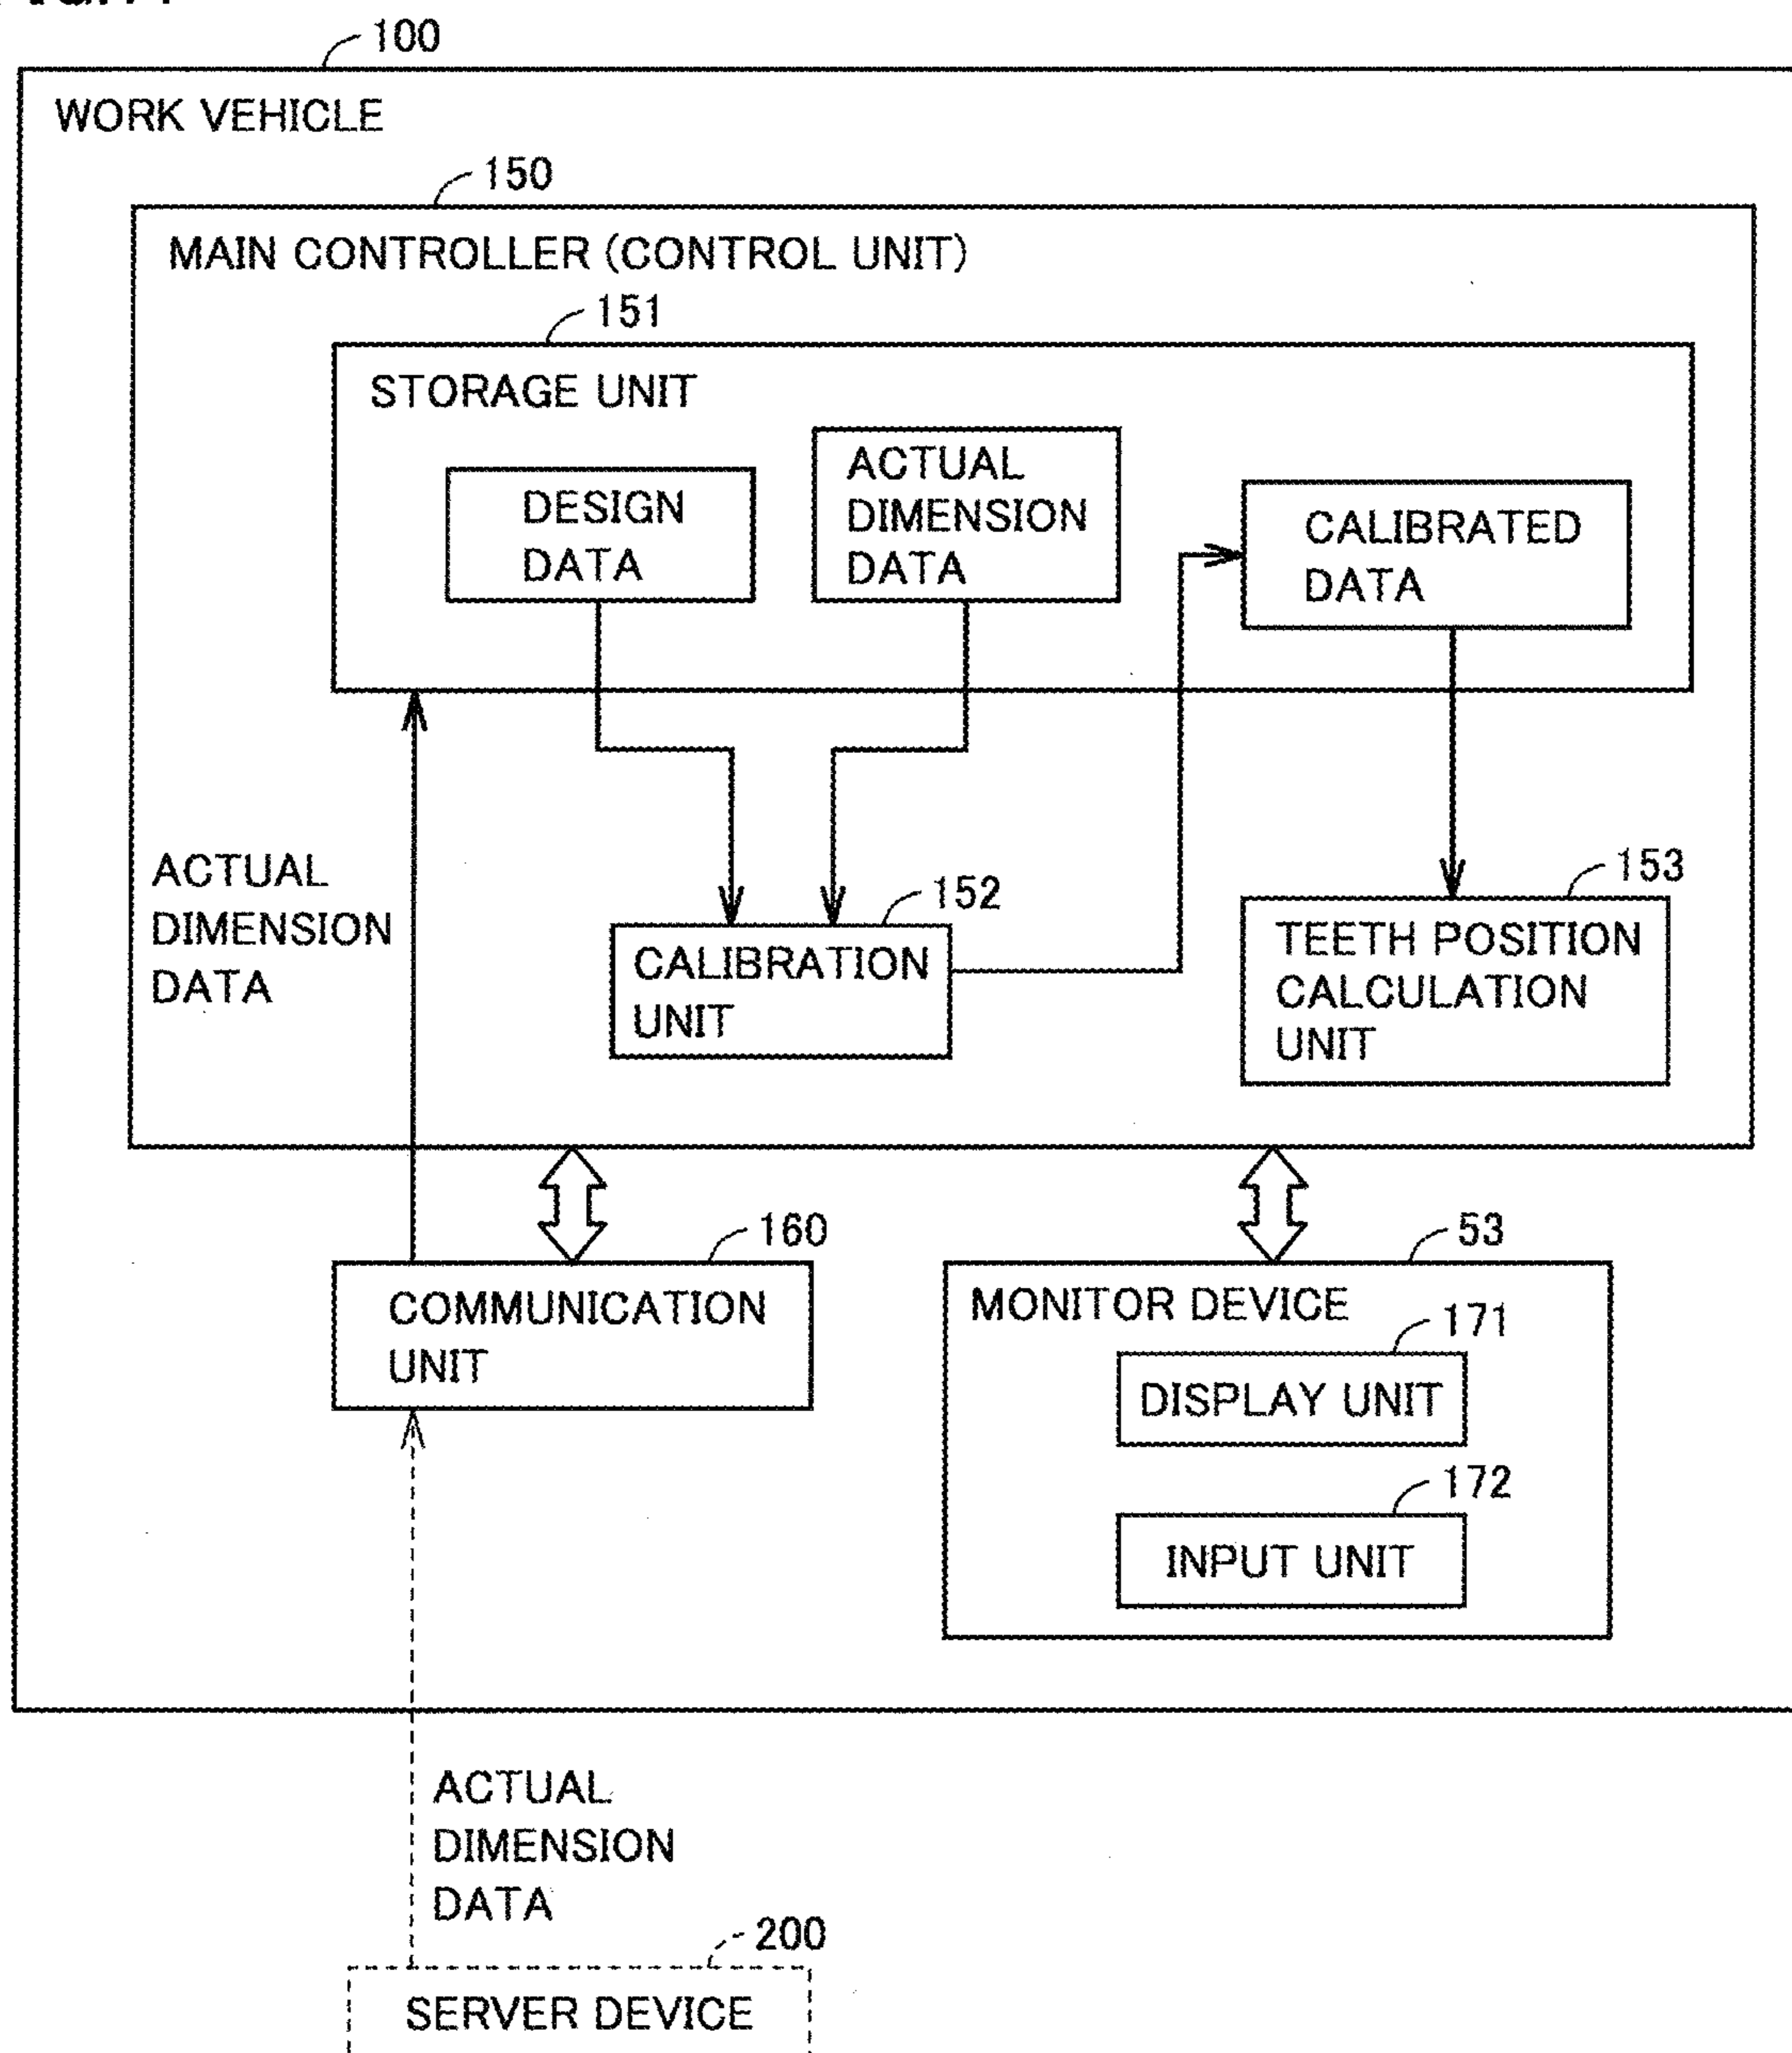 100
WORK VEHICLE
150
MAIN CONTROLLER (CONTROL UNIT)
151
STORAGE UNIT
DESIGN
DATA
ACTUAL
DIMENSION
DATA
CALIBRATED
DATA
ACTUAL
DIMENSION
DATA
152
CALIBRATION
UNIT
153
TEETH POSITION
CALCULATION
UNIT
160
COMMUNICATION
UNIT
53
MONITOR DEVICE
171
DISPLAY UNIT
172
INPUT UNIT
ACTUAL
DIMENSION
DATA
200
SERVER DEVICE